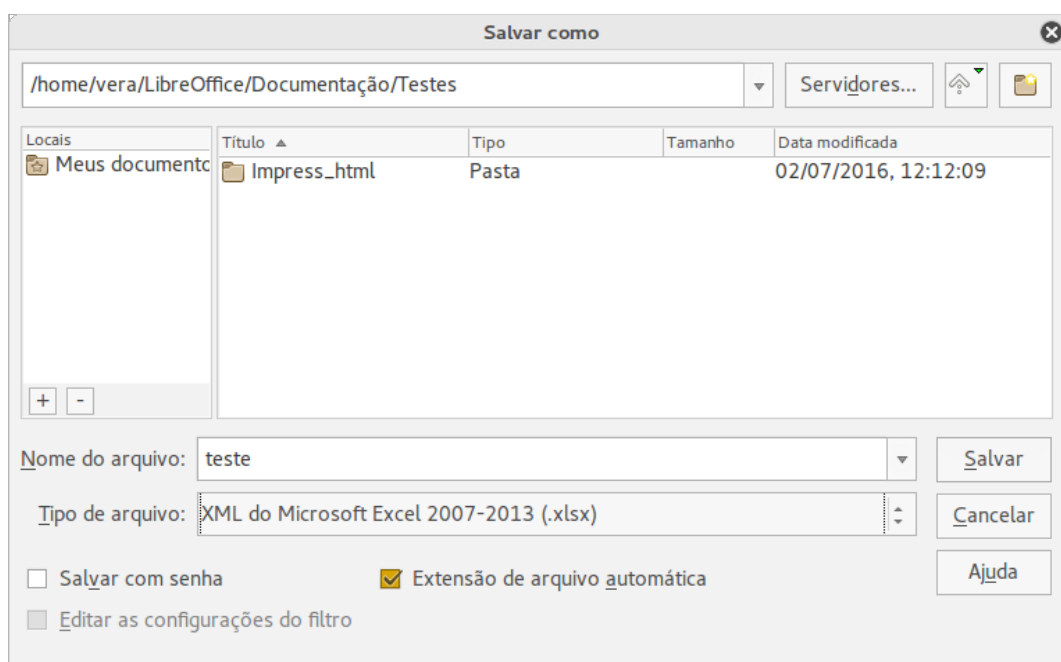 Salvar como
/home/vera/LibreOffice/Documentação/Testes
Servidores...
Locais
Título Tipo Tamanho Data modificada
Meus documento
Impress_html Pasta 02/07/2016, 12:12:09
+ -
Nome do arquivo: teste
Salvar
Tipo de arquivo: XML do Microsoft Excel 2007-2013 (.xlsx)
Cancelar
Salvar com senha
Extensão de arquivo automática
Ajuda
Editar as configurações do filtro